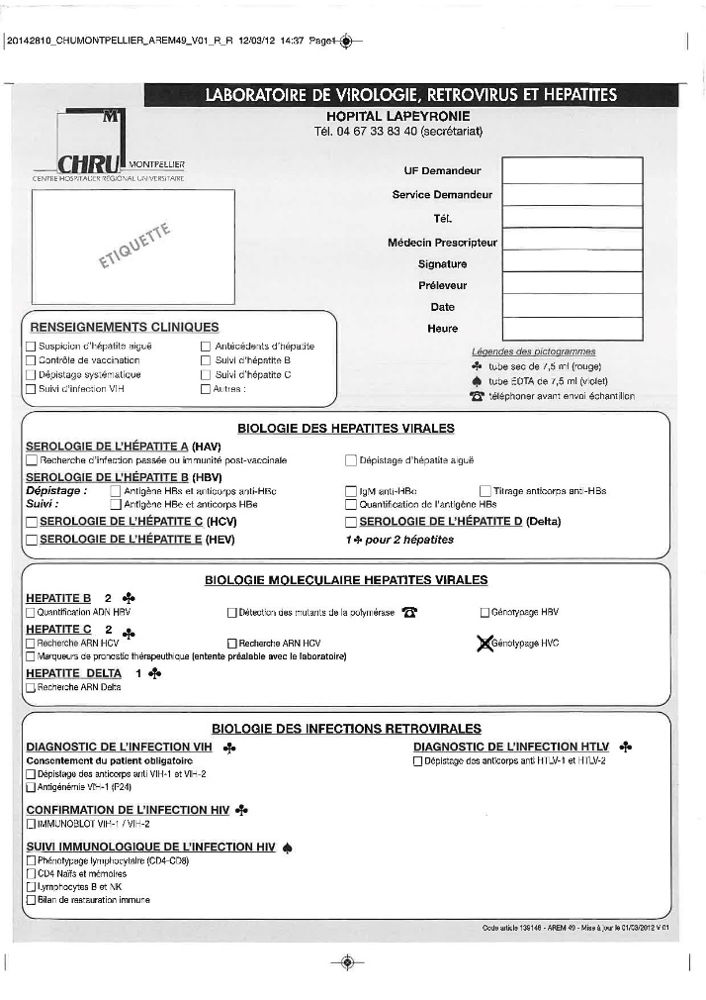 20142810_CHUMONTPELLIER_AREM49_V01_R_R 12/03/12 14:37 Page1
LABORATOIRE DE VIROLOGIE, RETROVIRUS ET HEPATITES
HOPITAL LAPEYRONIE
Tél. 04 67 33 83 40 (secrétariat)
M
CHRU MONTPELLIER
CENTRE HOSPITALIER REGIONAL UNIVERSITAIRE
ETIQUETTE
UF Demandeur
Service Demandeur
Tél.
Médecin Prescripteur
Signature
Préleveur
Date
Heure
RENSEIGNEMENTS CLINIQUES
Suspicion d'hépatite aiguë
Antécédents d'hépatite
Contrôle de vaccination
Suivi d'hépatite B
Dépistage systématique
Suivi d'hépatite C
Suivi d'infection VIH
Autres :
Légendes des pictogrammes
♣ tube sec de 7,5 ml (rouge)
♠ tube EDTA de 7,5 ml (violet)
☎ téléphoner avant envoi échantillon
BIOLOGIE DES HEPATITES VIRALES
SEROLOGIE DE L'HÉPATITE A (HAV)
Recherche d'infection passée ou immunité post-vaccinale
Dépistage d'hépatite aiguë
SEROLOGIE DE L'HÉPATITE B (HBV)
Dépistage : Antigène HBs et anticorps anti-HBc
IgM anti-HBc
Titrage anticorps anti-HBs
Suivi : Antigène HBe et anticorps HBe
Quantification de l'antigène HBs
SEROLOGIE DE L'HÉPATITE C (HCV)
SEROLOGIE DE L'HÉPATITE D (Delta)
SEROLOGIE DE L'HÉPATITE E (HEV)
1 ♣ pour 2 hépatites
BIOLOGIE MOLECULAIRE HEPATITES VIRALES
HEPATITE B 2 ♣
Quantification ADN HBV
Détection des mutants de la polymérase ☎
Génotypage HBV
HEPATITE C 2 ♣
Recherche ARN HCV
Recherche ARN HCV
Génotypage HVC
Marqueurs de pronostic thérapeuthique (entente préalable avec le laboratoire)
HEPATITE DELTA 1 ♣
Recherche ARN Delta
BIOLOGIE DES INFECTIONS RETROVIRALES
DIAGNOSTIC DE L'INFECTION VIH ♣
DIAGNOSTIC DE L'INFECTION HTLV ♣
Consentement du patient obligatoire
Dépistage des anticorps anti HTLV-1 et HTLV-2
Dépistage des anticorps anti VIH-1 et VIH-2
Antigénémie VIH-1 (P24)
CONFIRMATION DE L'INFECTION HIV ♣
IMMUNOBLOT VIH-1 / VIH-2
SUIVI IMMUNOLOGIQUE DE L'INFECTION HIV ♠
Phénotypage lymphocytaire (CD4-CD8)
CD4 Naïfs et mémoires
Lymphocytes B et NK
Bilan de restauration immune
Code article 139148 - AREM 49 - Mise à jour le 01/03/2012 V 01